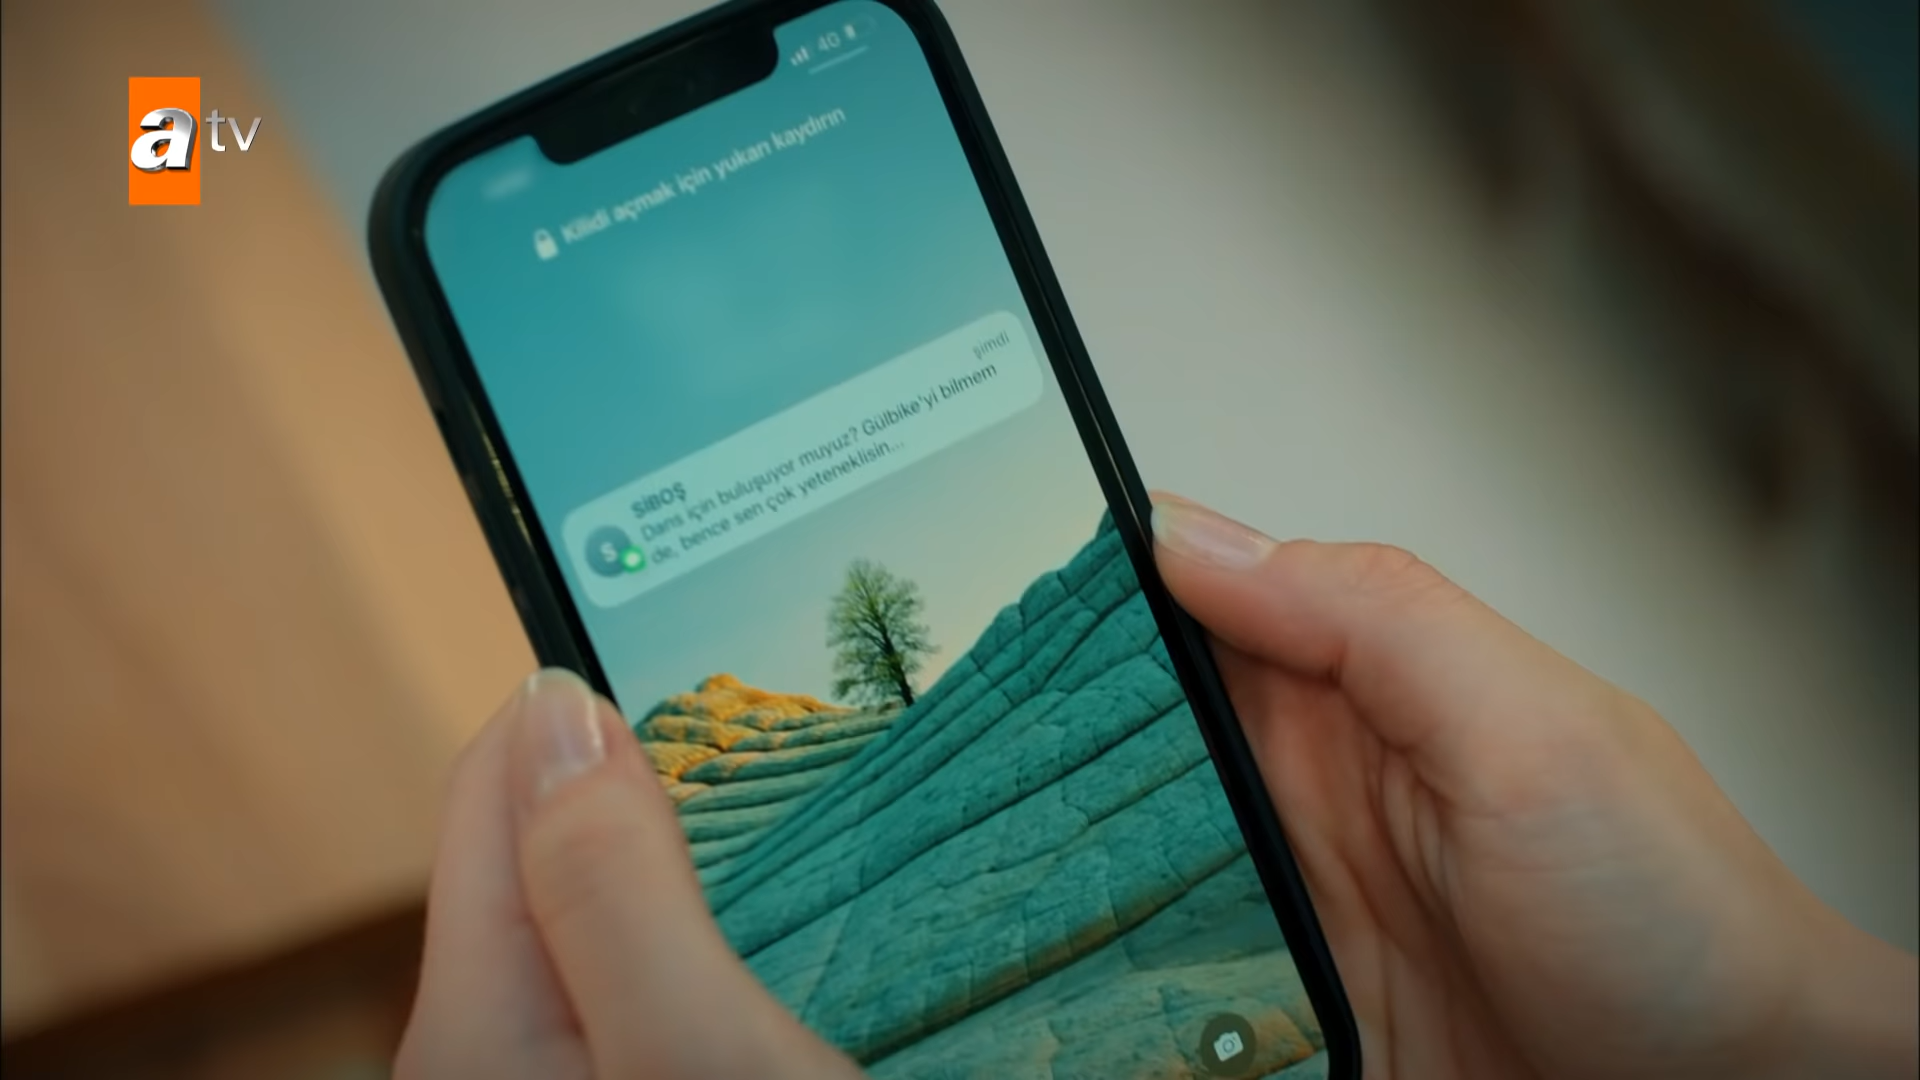 atv
4G
Kilidi açmak için yukarı kaydırın
şimdi
SİBOŞ
Dans için buluşuyor muyuz? Gülbike'yi bilmem
de, bence sen çok yeteneklisin...
S